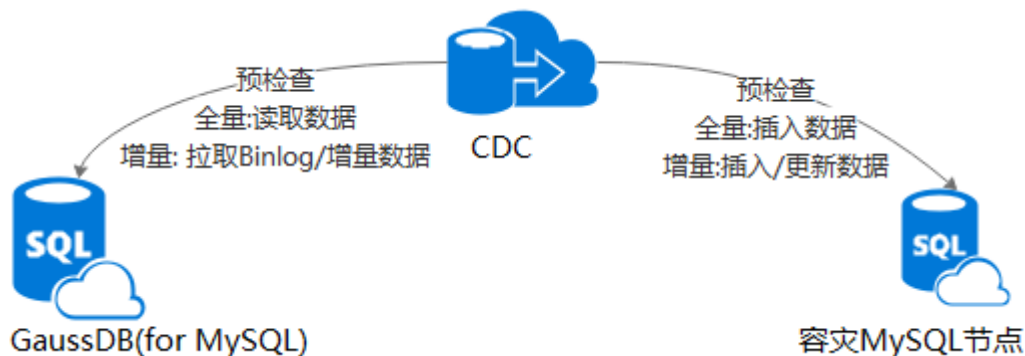 预检查
全量:读取数据
增量: 拉取Binlog/增量数据
CDC
预检查
全量:插入数据
增量:插入/更新数据
SQL
GaussDB(for MySQL)
SQL
容灾MySQL节点